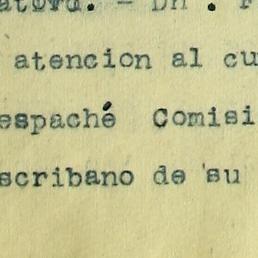 atencion al cu
espaché Comisi
scribano de su